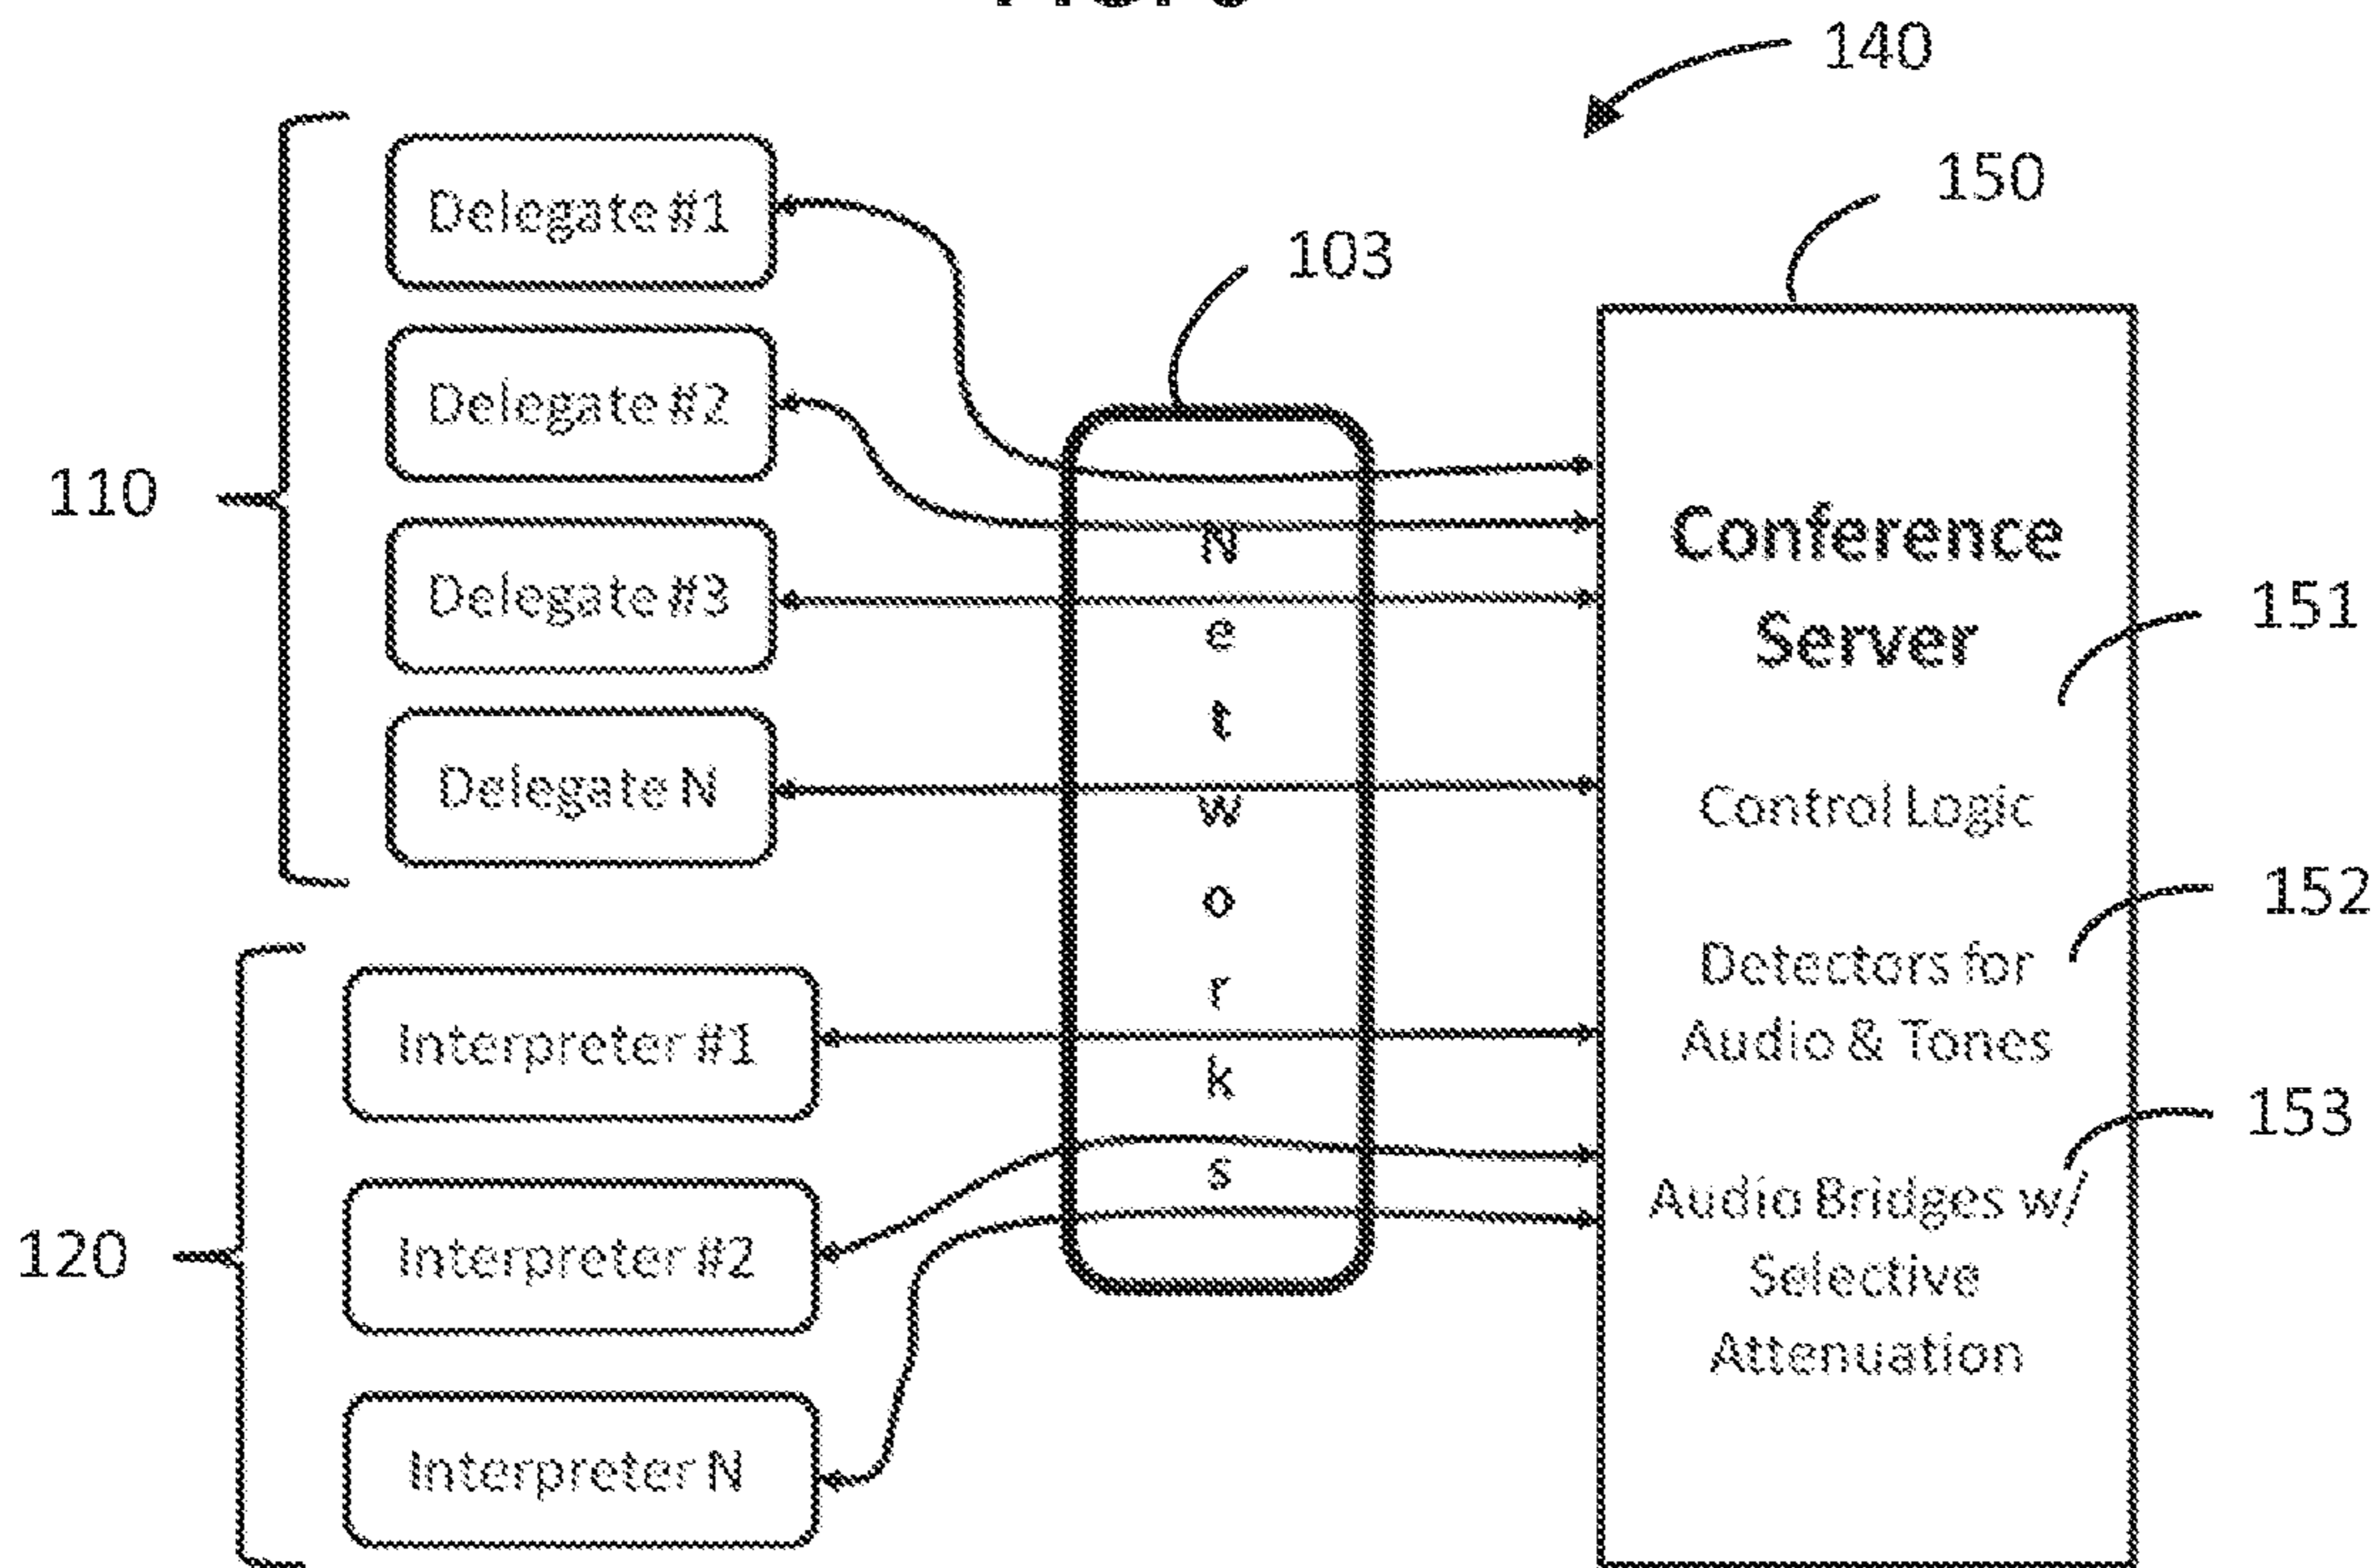 140
150
103
110
Delegate #1
Delegate #2
Delegate #3
Delegate N
120
Interpreter #1
Interpreter #2
Interpreter N
N
e
t
w
o
r
k
s
Conference
Server
151
Control Logic
152
Detectors for
Audio & Tones
153
Audio Bridges w/
Selective
Attenuation